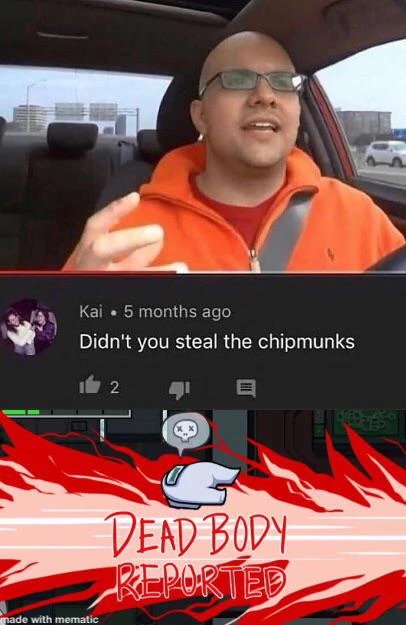 Kai • 5 months ago
Didn't you steal the chipmunks
2
DEAD BODY
REPORTED
made with mematic